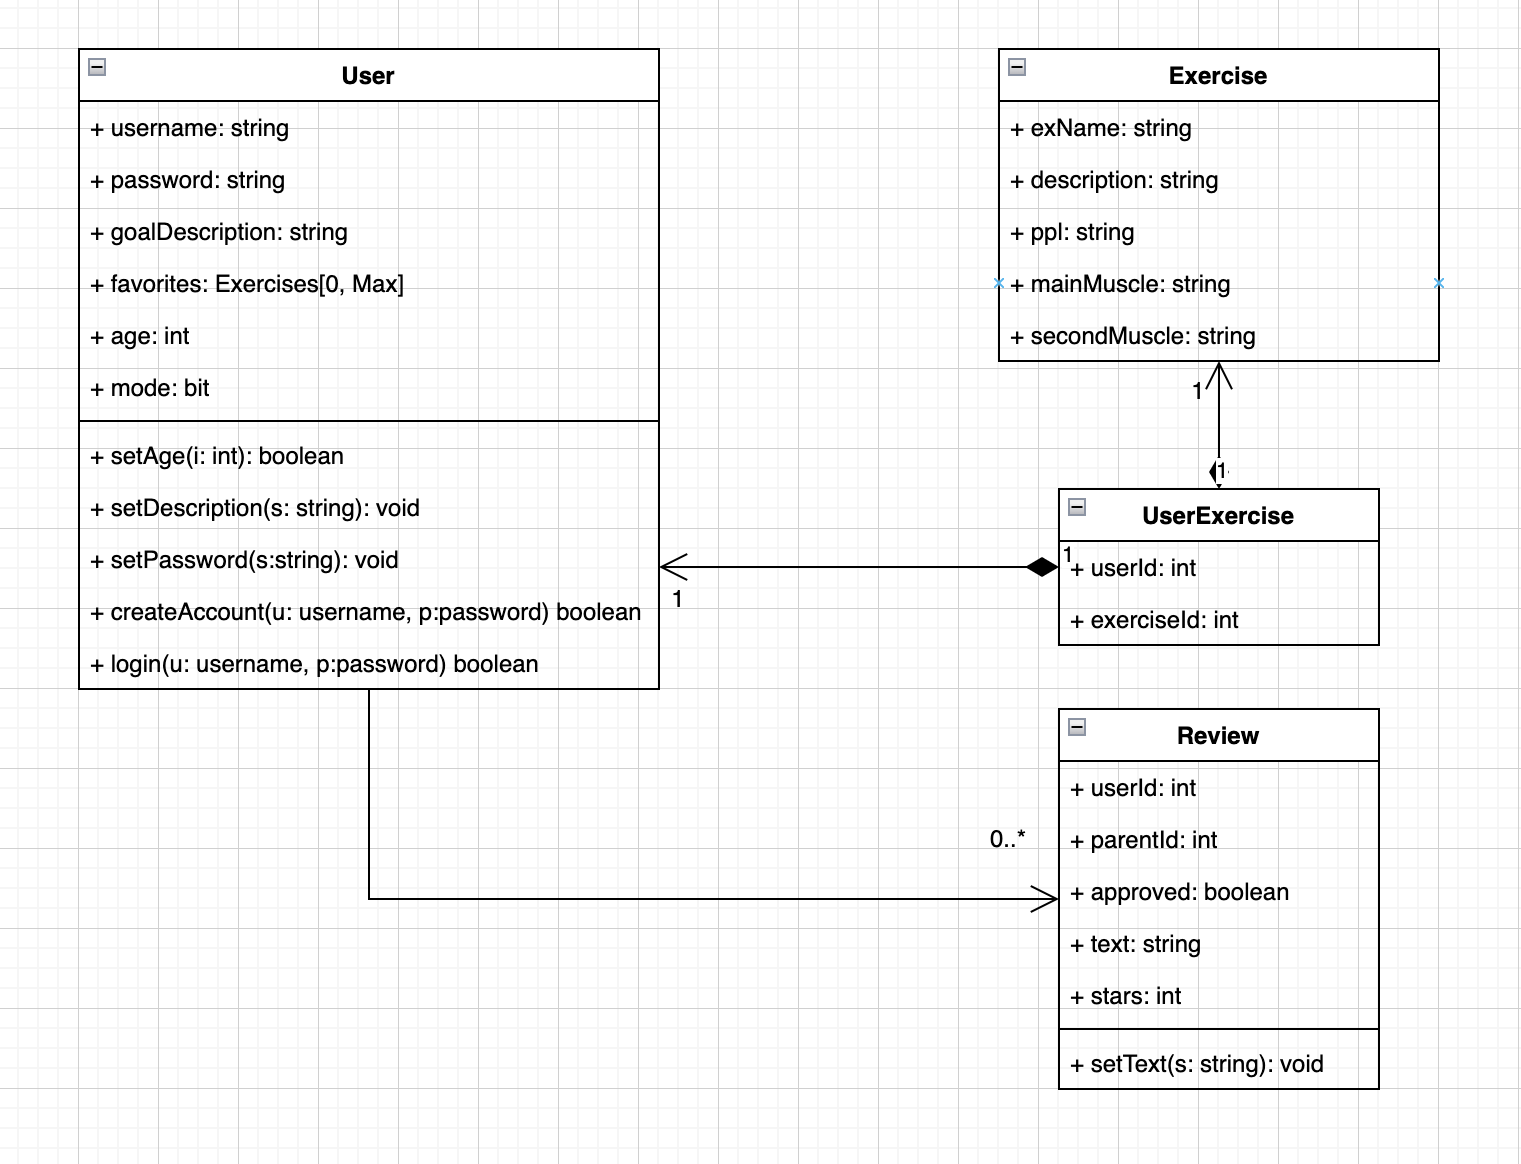 User
+ username: string
+ password: string
+ goalDescription: string
+ favorites: Exercises[0, Max]
+ age: int
+ mode: bit
+ setAge(i: int): boolean
+ setDescription(s: string): void
+ setPassword(s:string): void
+ createAccount(u: username, p:password) boolean
+ login(u: username, p:password) boolean
Exercise
+ exName: string
+ description: string
+ ppl: string
+ mainMuscle: string
+ secondMuscle: string
1
1
UserExercise
1
+ userId: int
+ exerciseId: int
1
Review
+ userId: int
+ parentId: int
+ approved: boolean
+ text: string
+ stars: int
+ setText(s: string): void
0..*